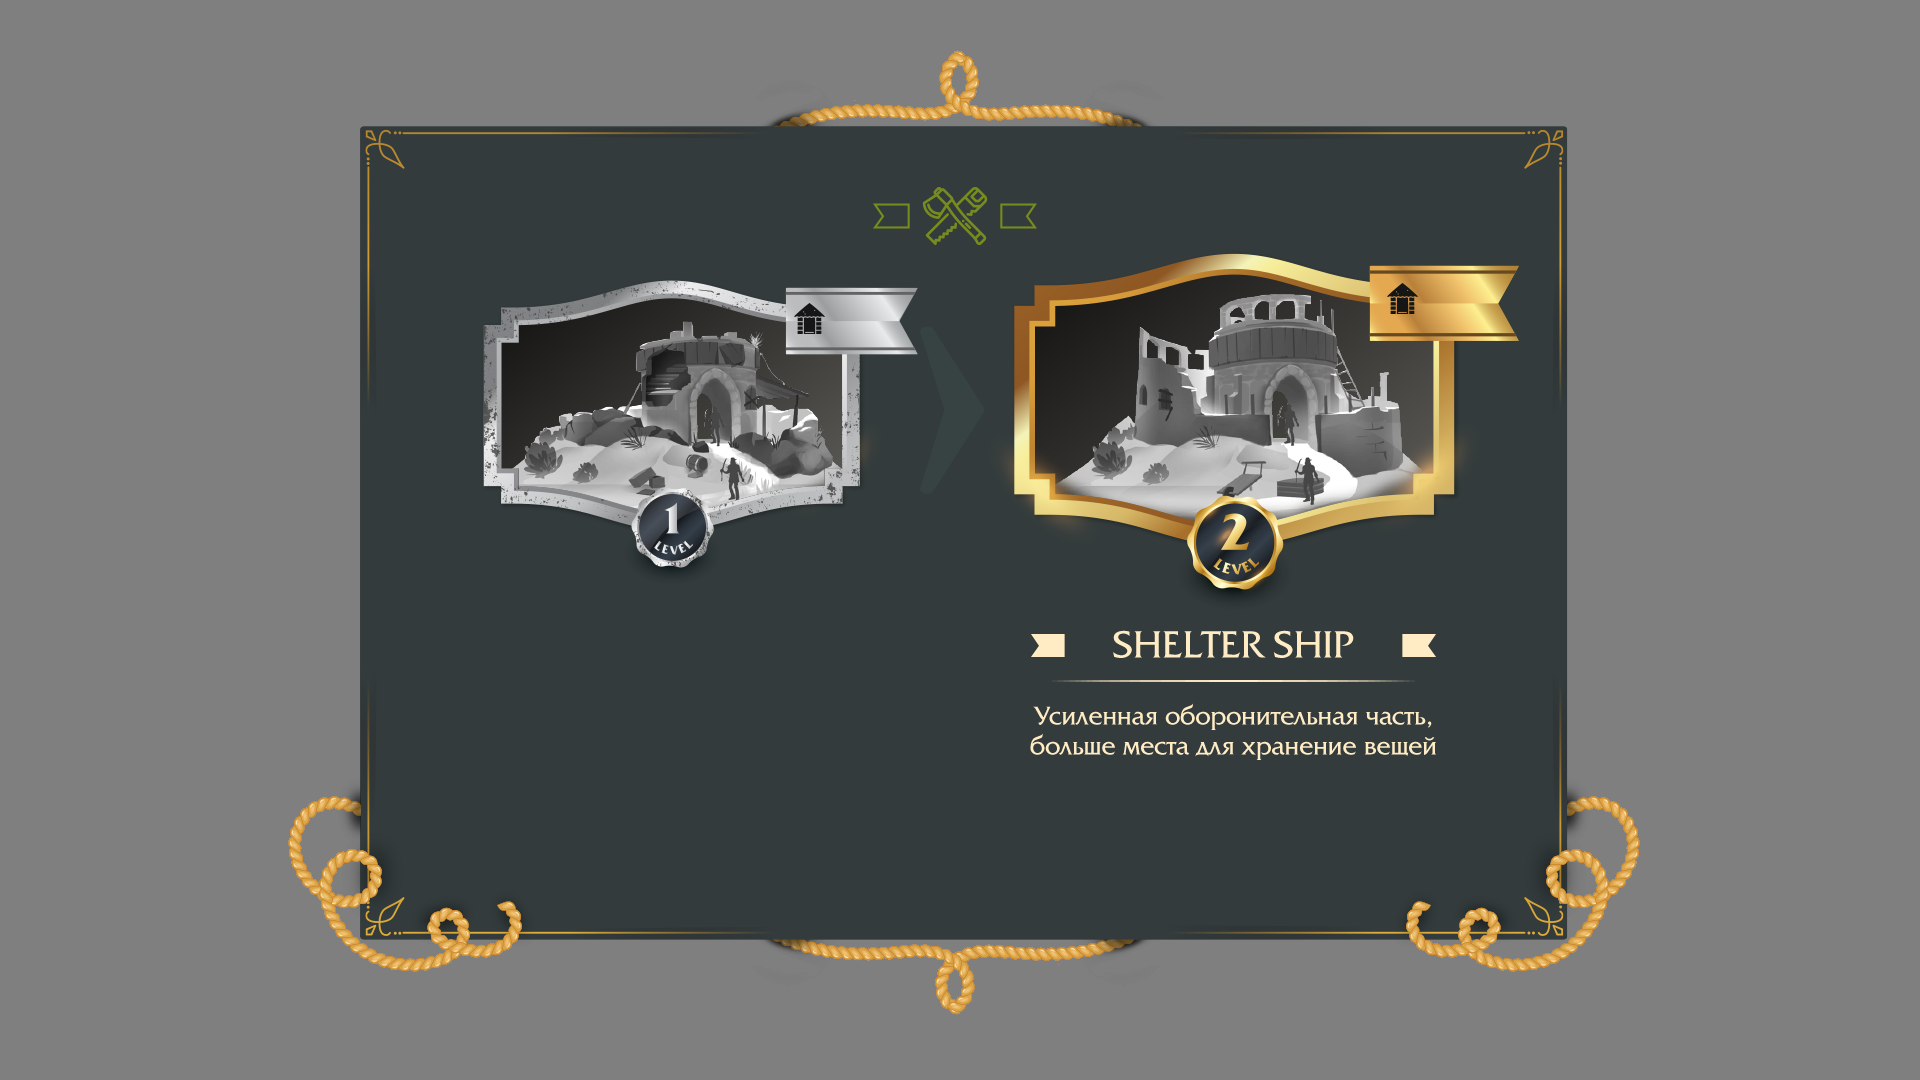 1
LEVEL
2
LEVEL
SHELTER SHIP
Усиленная оборонительная часть,
больше места для хранение вещей